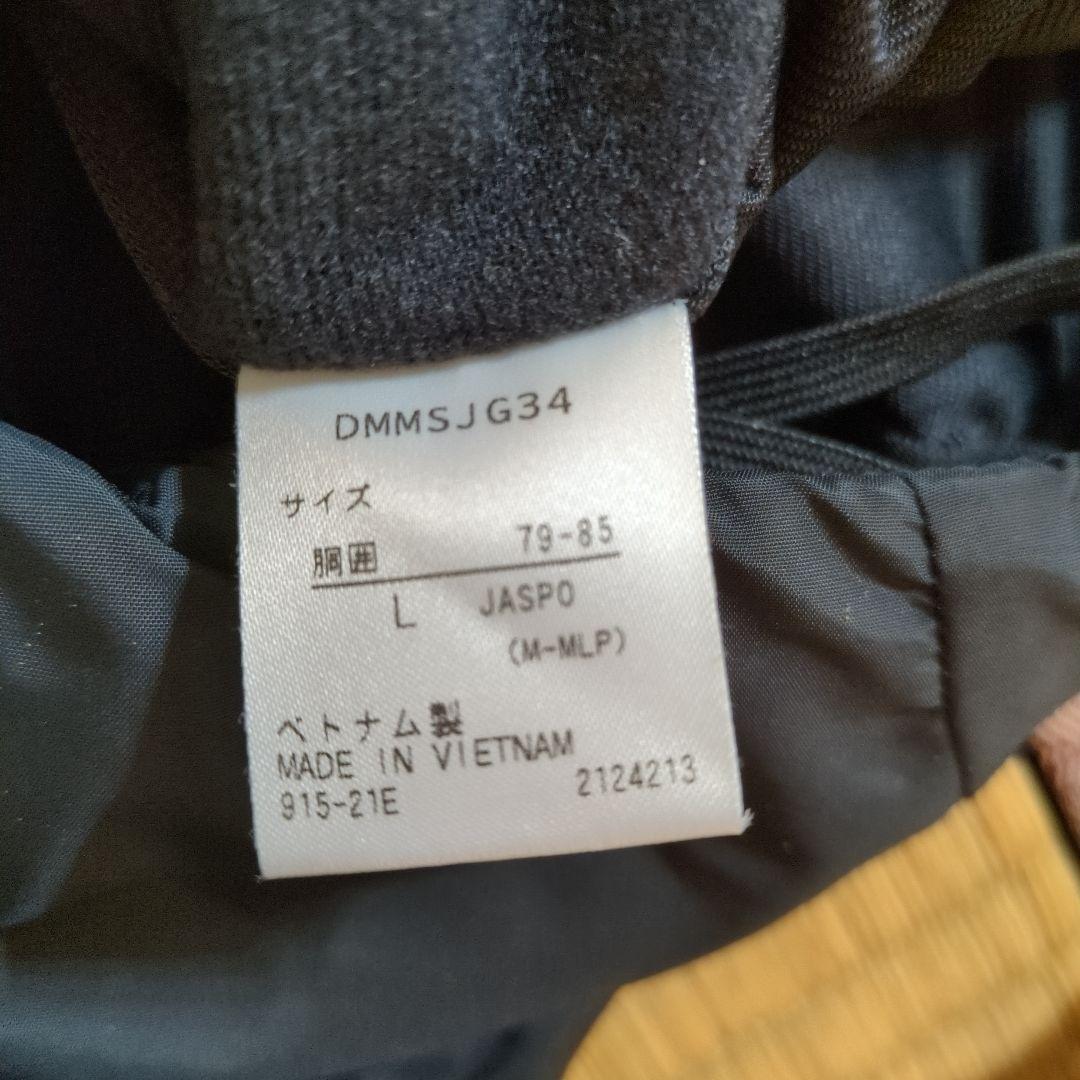 DMMSJG34
サイズ
胴囲 79-85
L JASPO
(M-MLP)
ベトナム製
MADE IN VIETNAM
915-21E 2124213